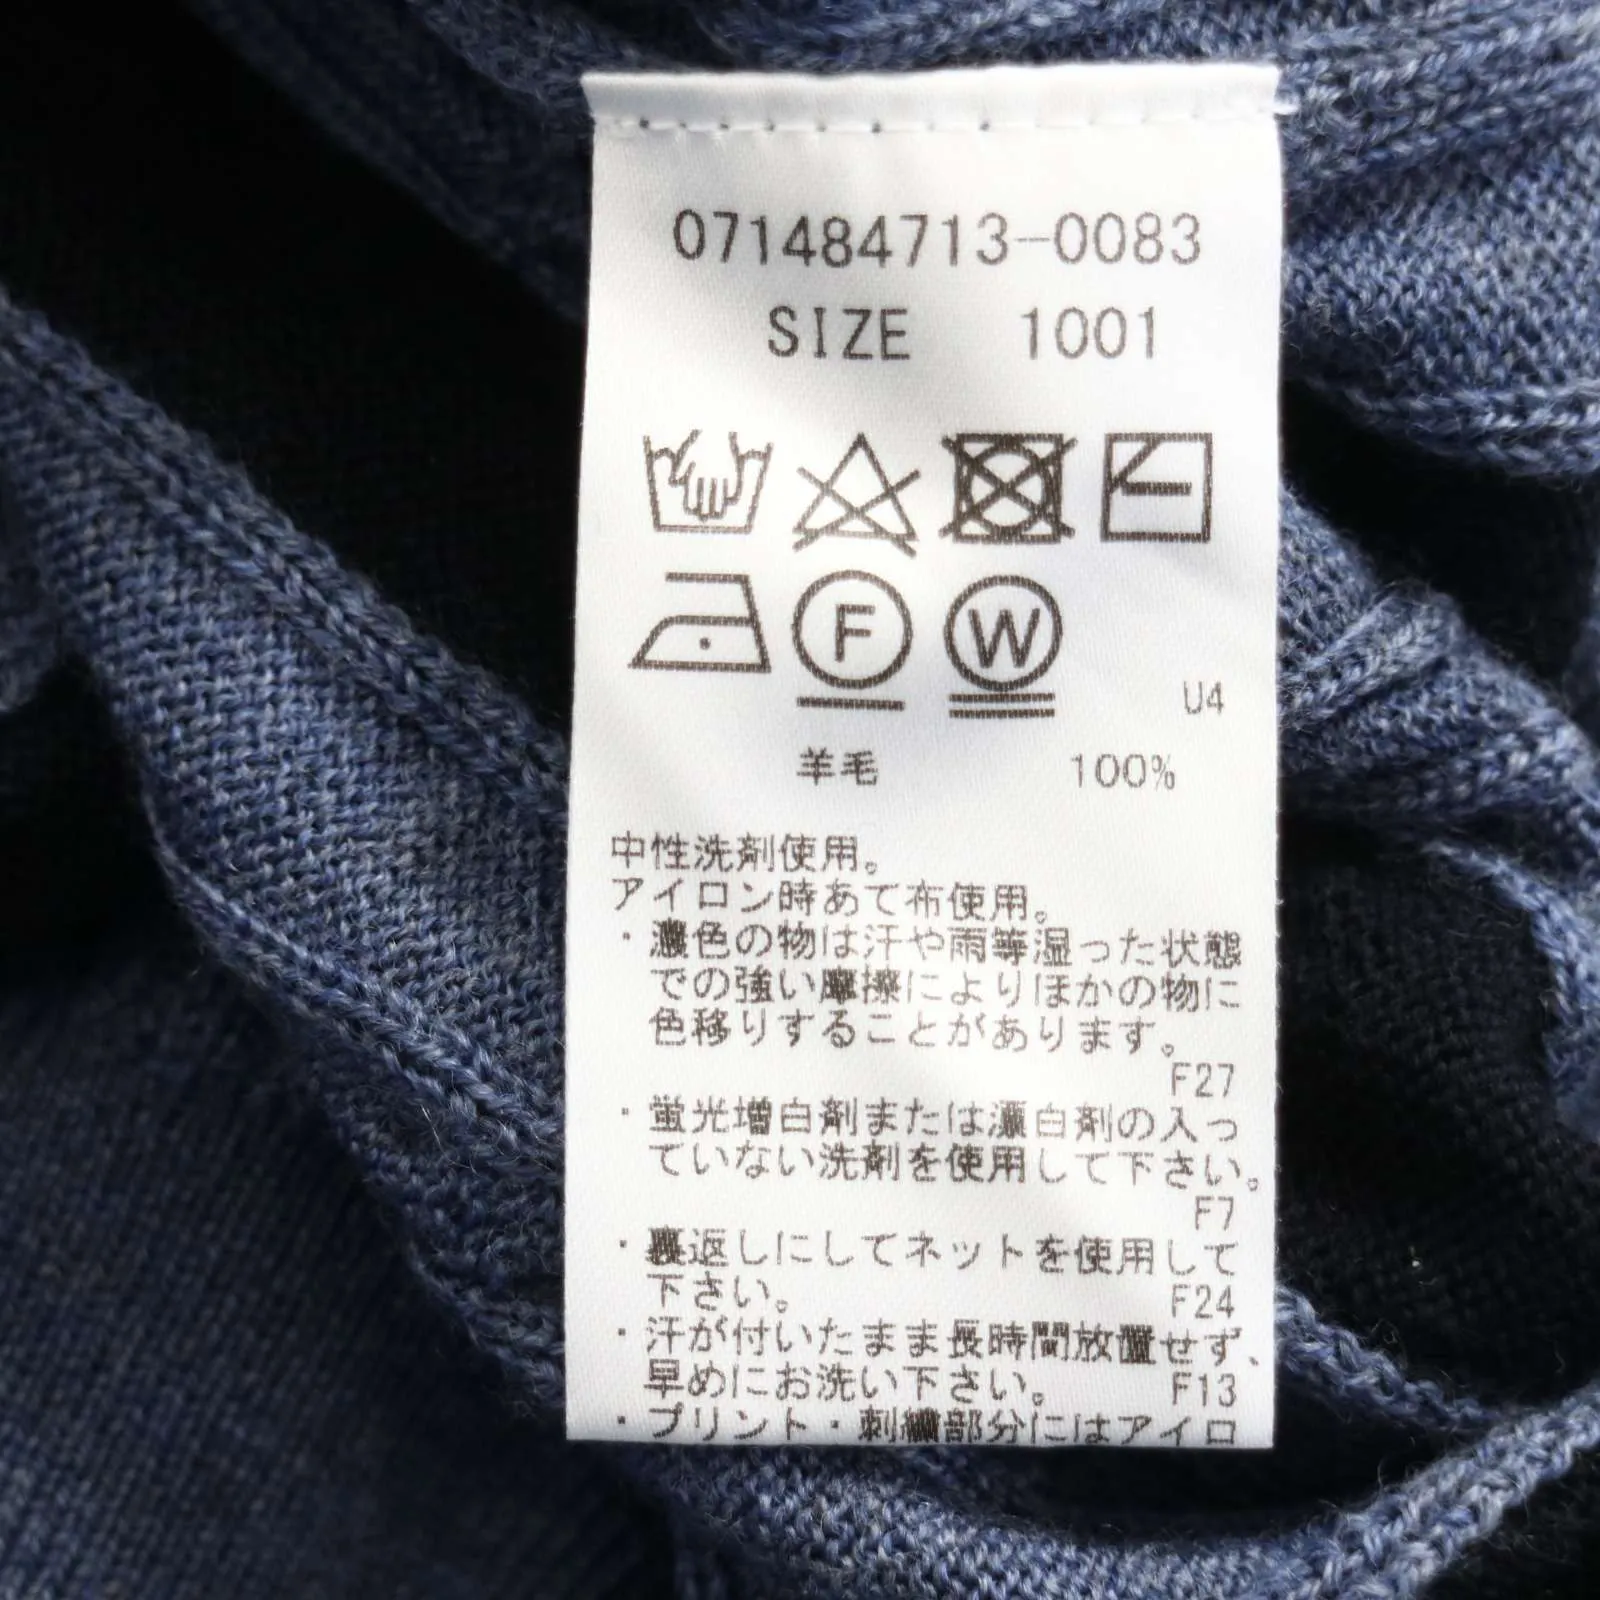 071484713-0083
SIZE 1001
F W
U4
羊毛 100%
中性洗剤使用。
アイロン時あて布使用。
・濃色の物は汗や雨等湿った状態
での強い摩擦によりほかの物に
色移りすることがあります。
F27
・蛍光増白剤または漂白剤の入っ
ていない洗剤を使用して下さい。
F7
・裏返しにしてネットを使用して
下さい。 F24
・汗が付いたまま長時間放置せず、
早めにお洗い下さい。 F13
・プリント・刺繍部分にはアイロ